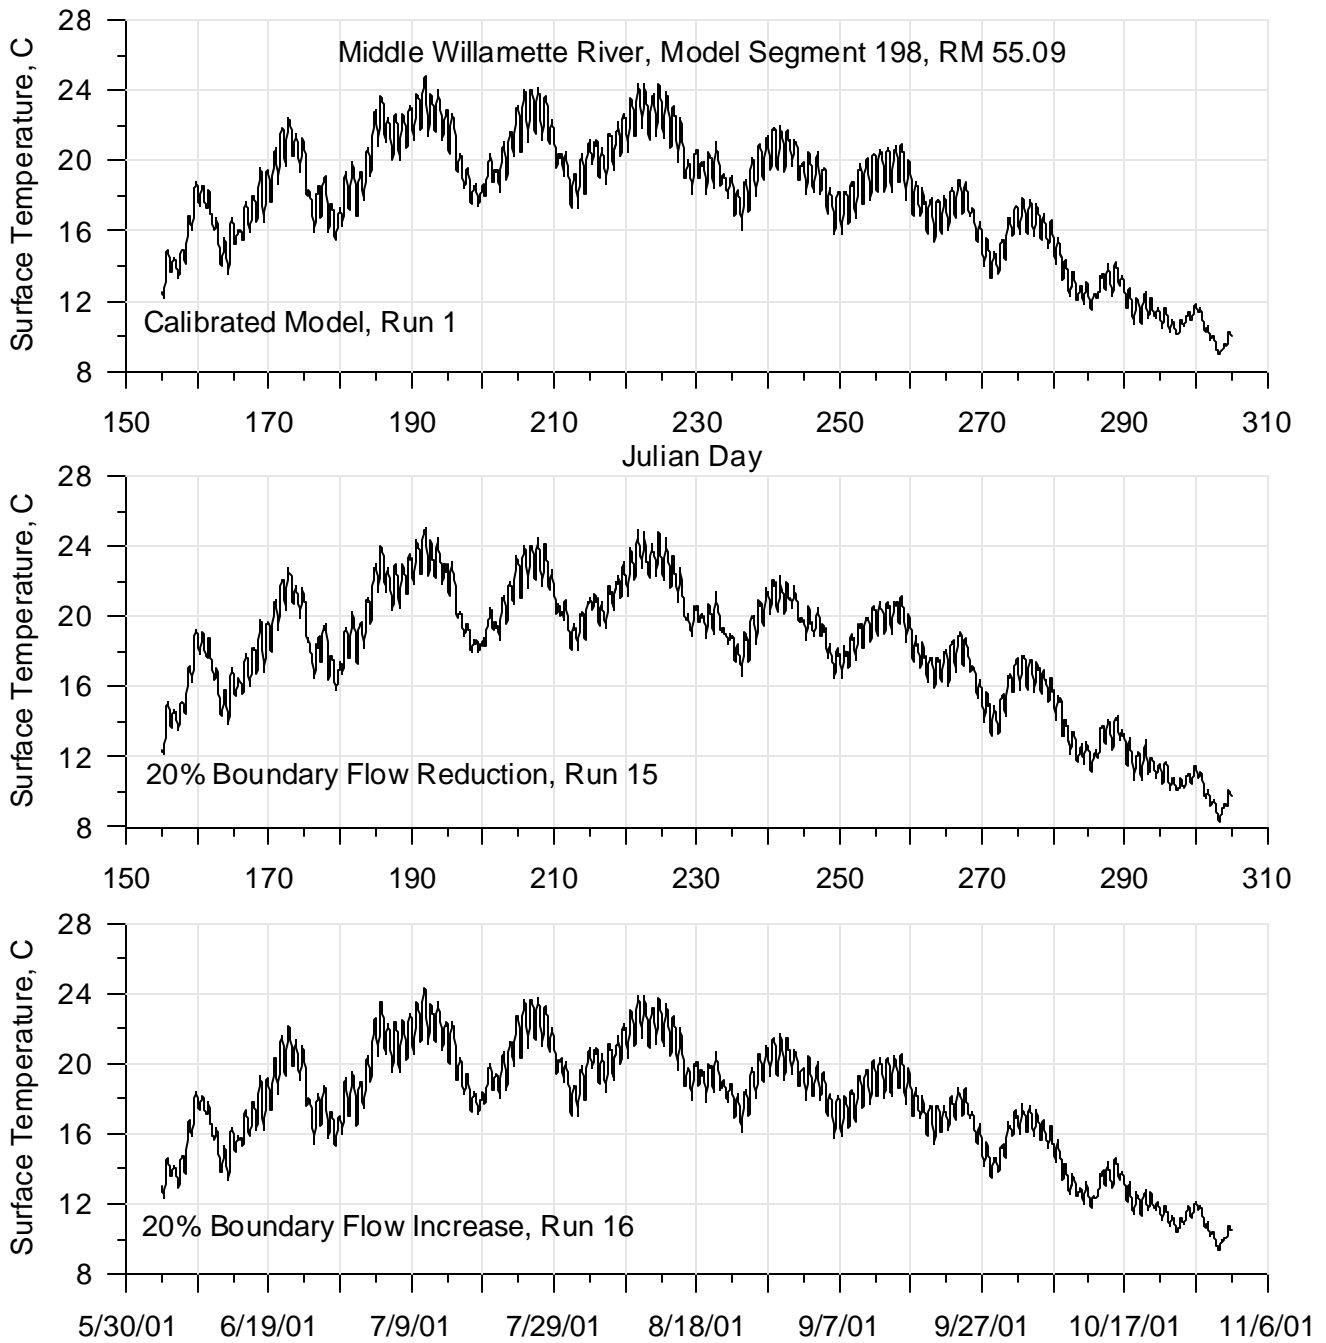 28
Middle Willamette River, Model Segment 198, RM 55.09
24
20
16
12
8
Surface Temperature, C
Calibrated Model, Run 1
150 170 190 210 230 250 270 290 310
Julian Day
28
24
20
16
12
8
Surface Temperature, C
20% Boundary Flow Reduction, Run 15
150 170 190 210 230 250 270 290 310
28
24
20
16
12
8
Surface Temperature, C
20% Boundary Flow Increase, Run 16
5/30/01 6/19/01 7/9/01 7/29/01 8/18/01 9/7/01 9/27/01 10/17/01 11/6/01